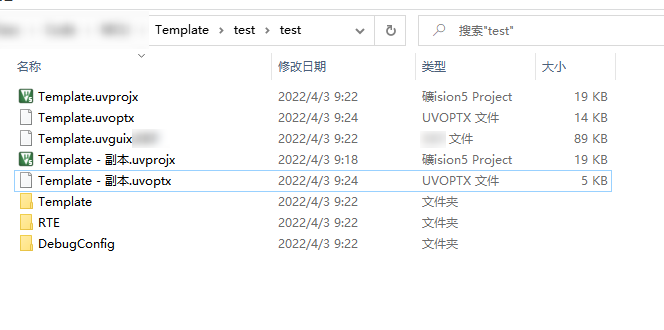 Template > test > test
搜索"test"
名称 修改日期 类型 大小
Template.uvprojx 2022/4/3 9:22 礦ision5 Project 19 KB
Template.uvoptx 2022/4/3 9:24 UVOPTX 文件 14 KB
Template.uvguix 2022/4/3 9:22 文件 89 KB
Template - 副本.uvprojx 2022/4/3 9:18 礦ision5 Project 19 KB
Template - 副本.uvoptx 2022/4/3 9:24 UVOPTX 文件 5 KB
Template 2022/4/3 9:22 文件夹
RTE 2022/4/3 9:22 文件夹
DebugConfig 2022/4/3 9:22 文件夹